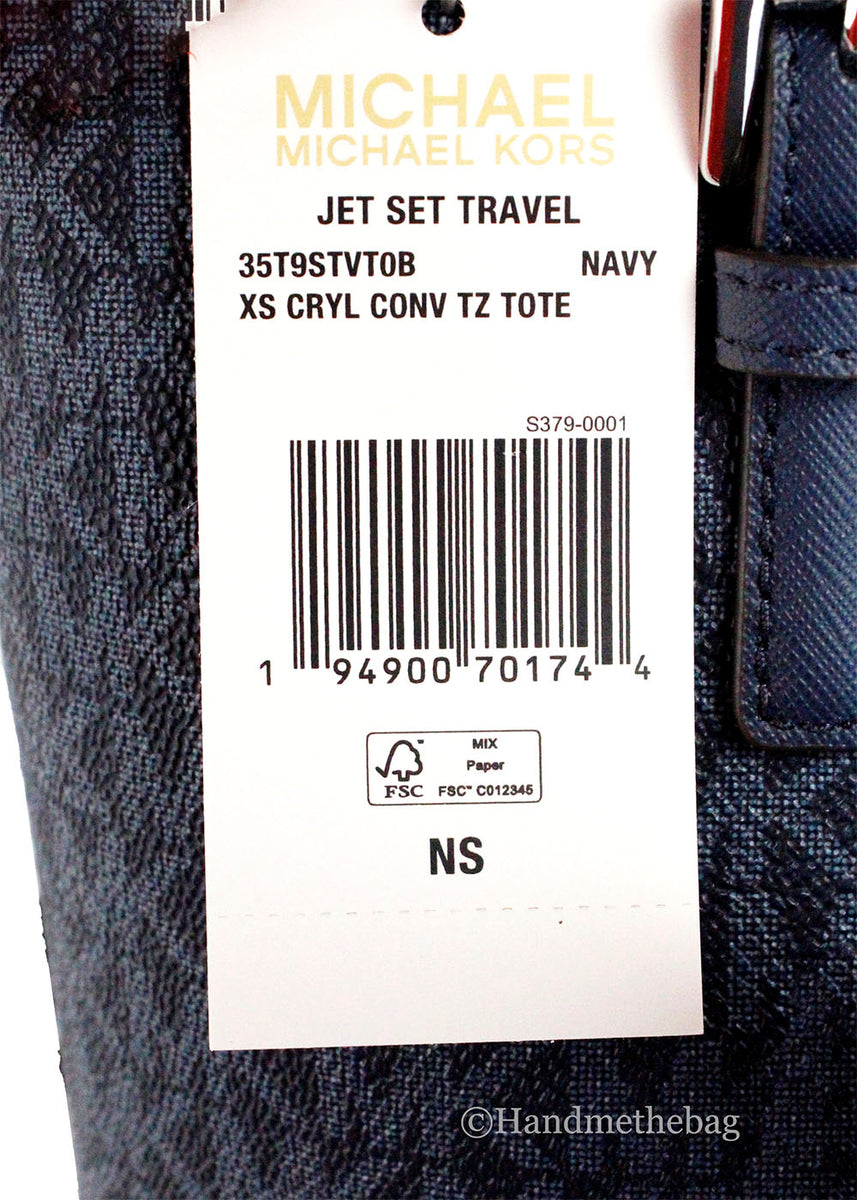 MICHAEL
MICHAEL KORS
JET SET TRAVEL
35T9STVT0B NAVY
XS CRYL CONV TZ TOTE
S379-0001
1 94900 70174 4
MIX
Paper
FSC™ C012345
FSC
NS
©Handmethebag